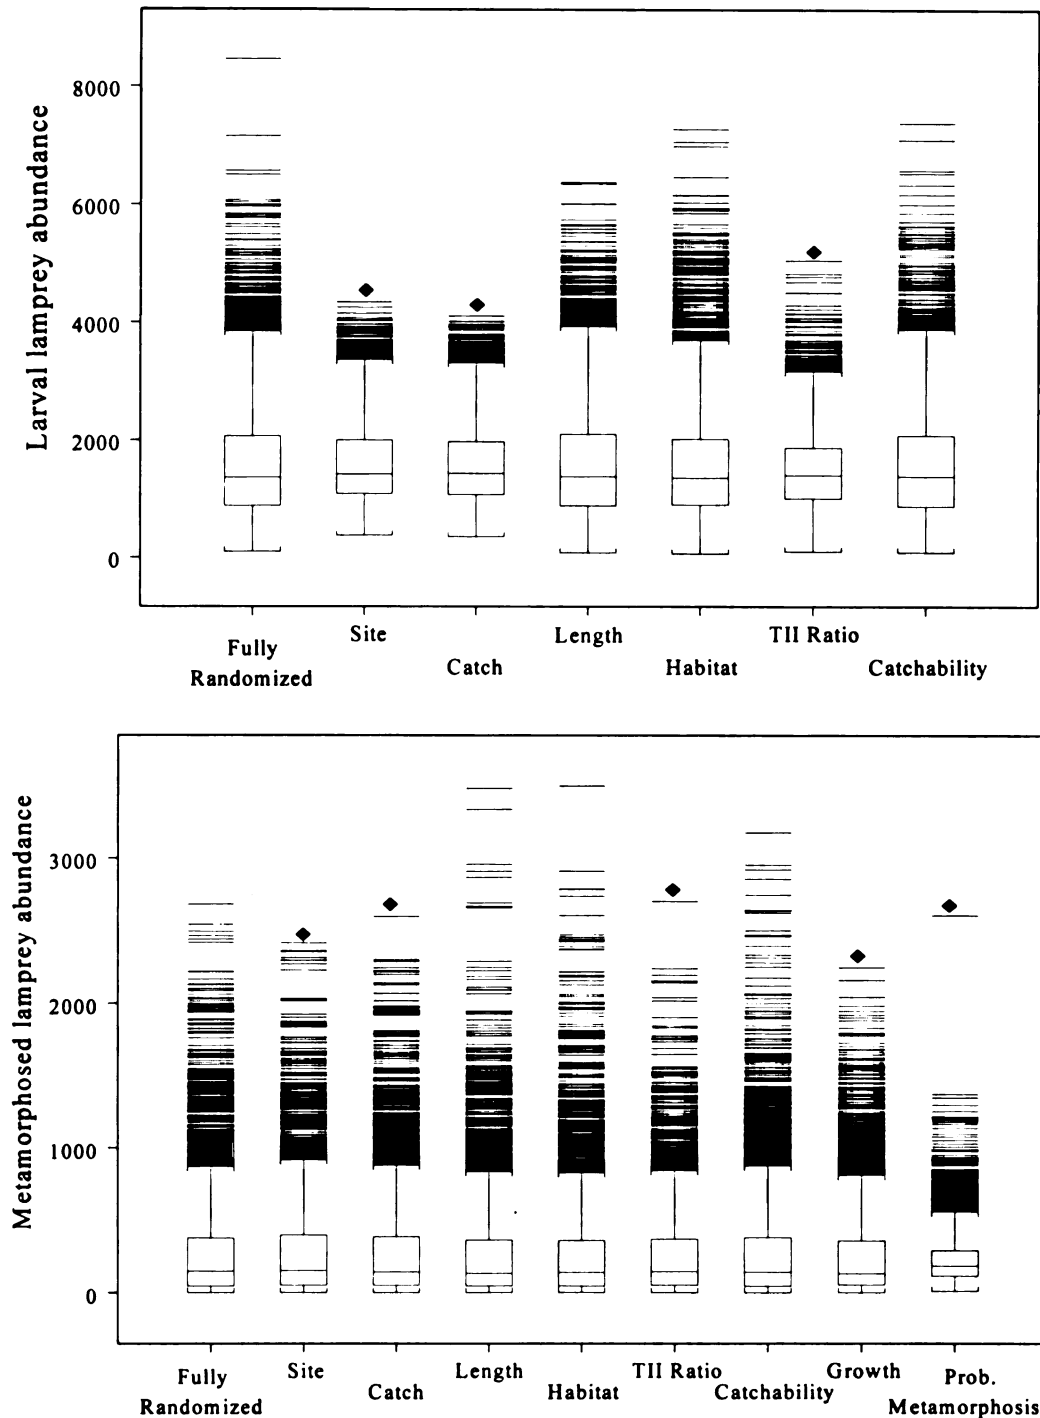 Larval lamprey abundance
8000
6000
4000
2000
0
Fully
Randomized
Site
Catch
Length
Habitat
TII Ratio
Catchability
Metamorphosed lamprey abundance
3000
2000
1000
0
Fully
Randomized
Site
Catch
Length
Habitat
TII Ratio
Catchability
Growth
Prob.
Metamorphosis